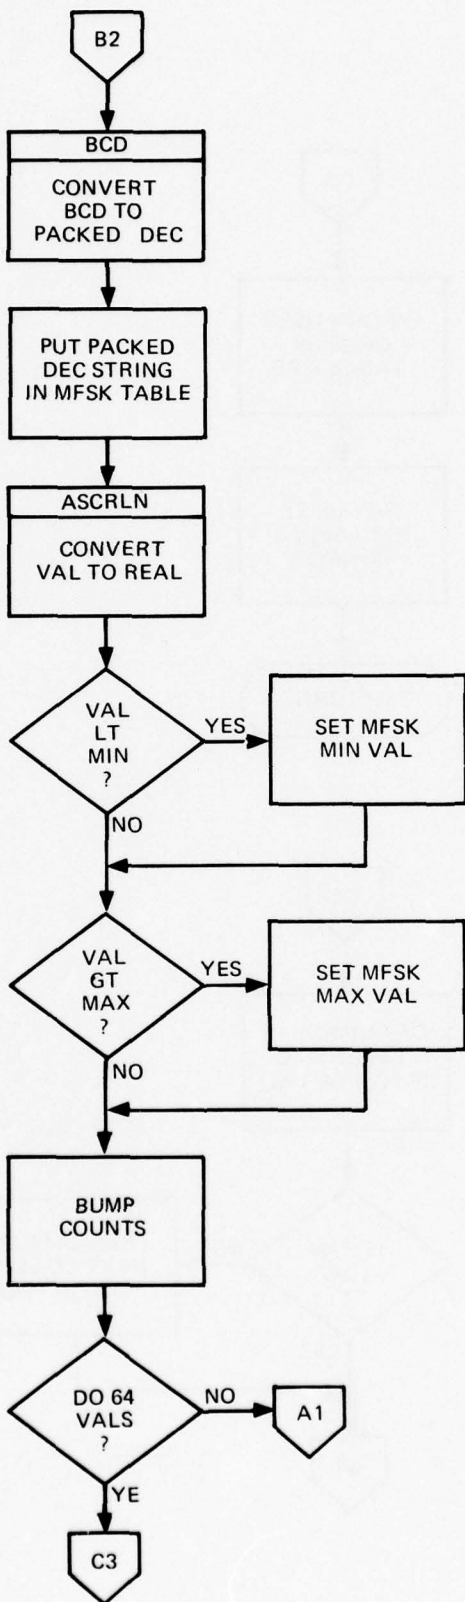 B2
BCD
CONVERT
BCD TO
PACKED DEC
PUT PACKED
DEC STRING
IN MFSK TABLE
ASCRLN
CONVERT
VAL TO REAL
VAL
LT
MIN
?
YES
SET MFSK
MIN VAL
NO
VAL
GT
MAX
?
YES
SET MFSK
MAX VAL
NO
BUMP
COUNTS
DO 64
VALS
?
NO
A1
YE
C3